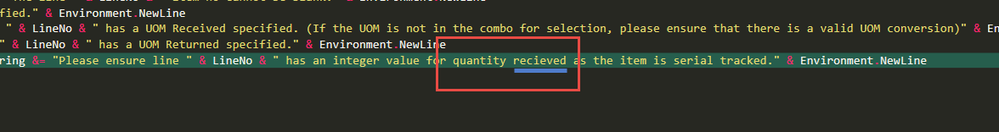 fied." & Environment.NewLine
" & LineNo & " has a UOM Received specified. (If the UOM is not in the combo for selection, please ensure that there is a valid UOM conversion)" & En
" & LineNo & " has a UOM Returned specified." & Environment.NewLine
ring &= "Please ensure line " & LineNo & " has an integer value for quantity recieved as the item is serial tracked." & Environment.NewLine